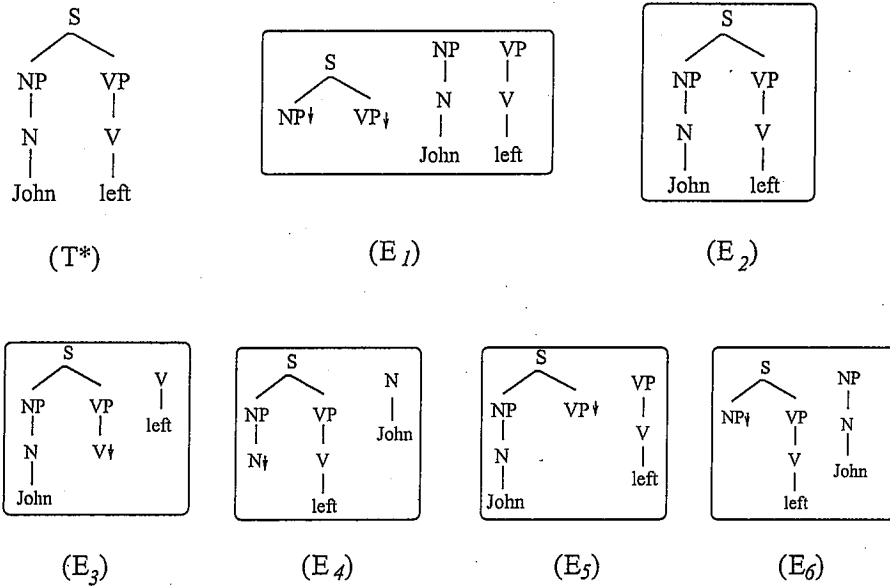 S
NP VP
N V
John left
(T*)
S NP VP
NP↓ VP↓ N V
John left
(E1)
S
NP VP
N V
John left
(E2)
S V
NP VP left
N V↓
John
(E3)
S N
NP VP John
N↓ V
left
(E4)
S VP
NP VP↓ V
N left
John
(E5)
S NP
NP↓ VP N
V John
left
(E6)